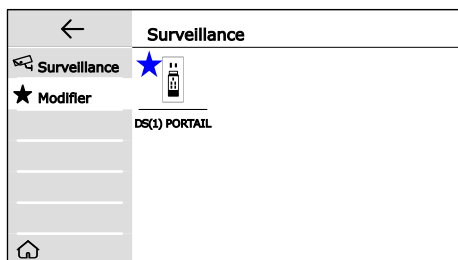 Surveillance
Surveillance
Modifier
DS(1) PORTAIL